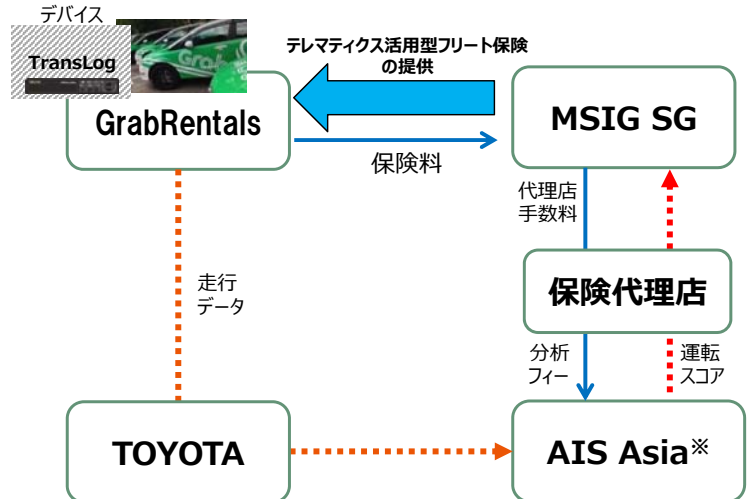 デバイス
TransLog
Grab
テレマティクス活用型フリート保険
の提供
GrabRentals
MSIG SG
保険料
代理店
手数料
走行
データ
保険代理店
分析
フィー
運転
スコア
TOYOTA
AIS Asia※